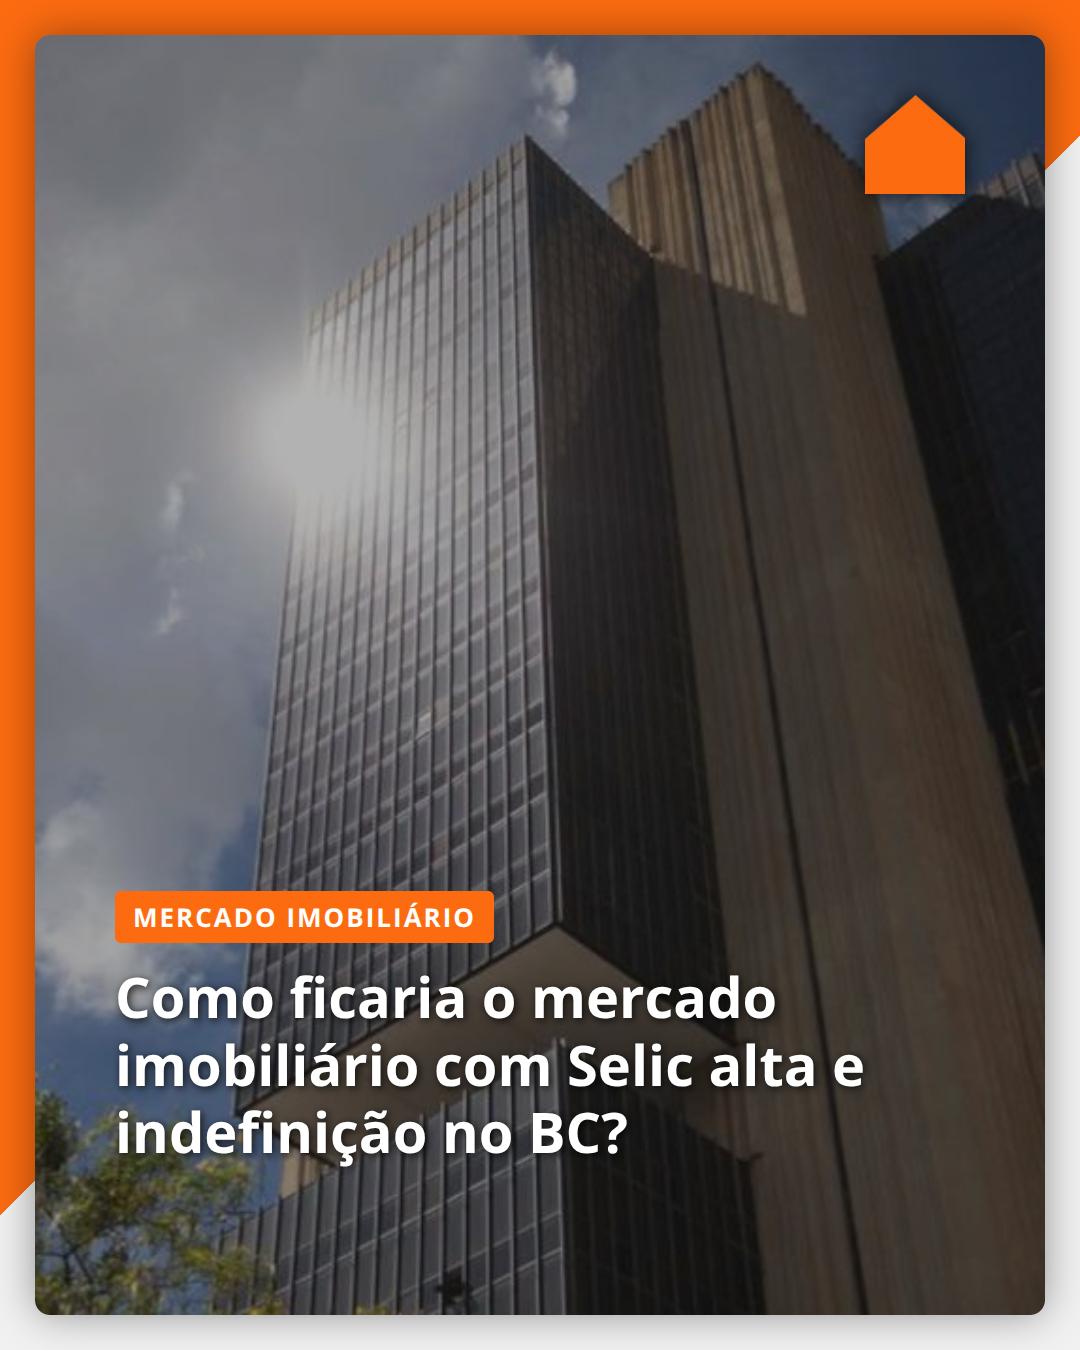 MERCADO IMOBILIÁRIO
Como ficaria o mercado
imobiliário com Selic alta e
indefinição no BC?